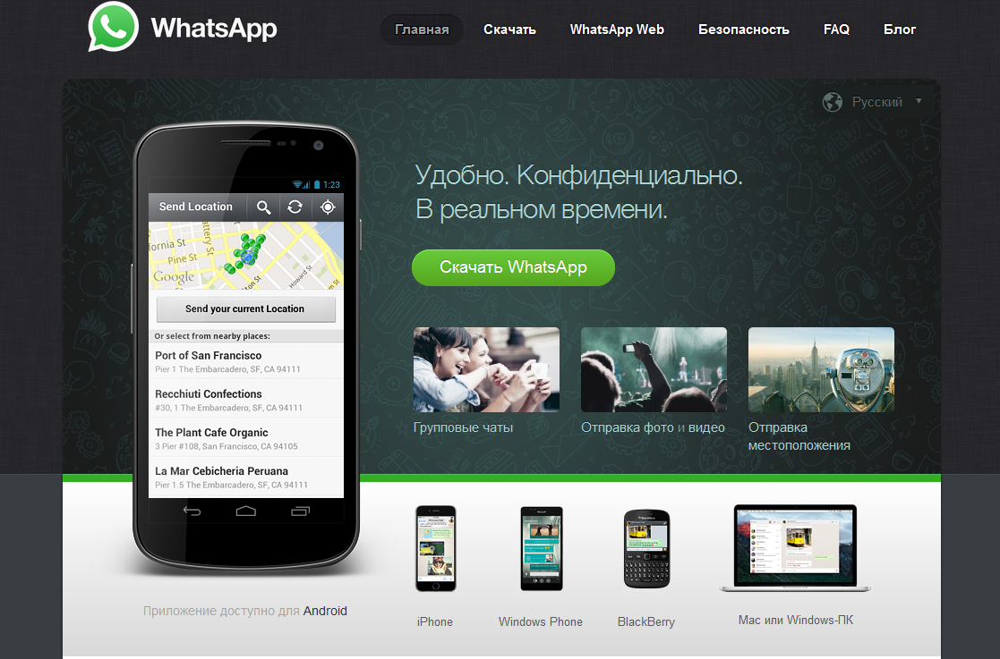 WhatsApp
Главная
Скачать
WhatsApp Web
Безопасность
FAQ
Блог
Русский
1:23
Send Location
California St
Battery St
Pine St
Howard St
Google
Send your current Location
Or select from nearby places:
Port of San Francisco
Pier 1 The Embarcadero, SF, CA 94111
Recchiuti Confections
#30, 1 The Embarcadero, SF, CA 94111
The Plant Cafe Organic
3 Pier #108, San Francisco, CA 94105
La Mar Cebicheria Peruana
Pier 1.5 The Embarcadero, SF, CA 94111
Удобно. Конфиденциально.
В реальном времени.
Скачать WhatsApp
Групповые чаты
Отправка фото и видео
Отправка
местоположения
Приложение доступно для Android
iPhone
Windows Phone
BlackBerry
Mac или Windows-ПК